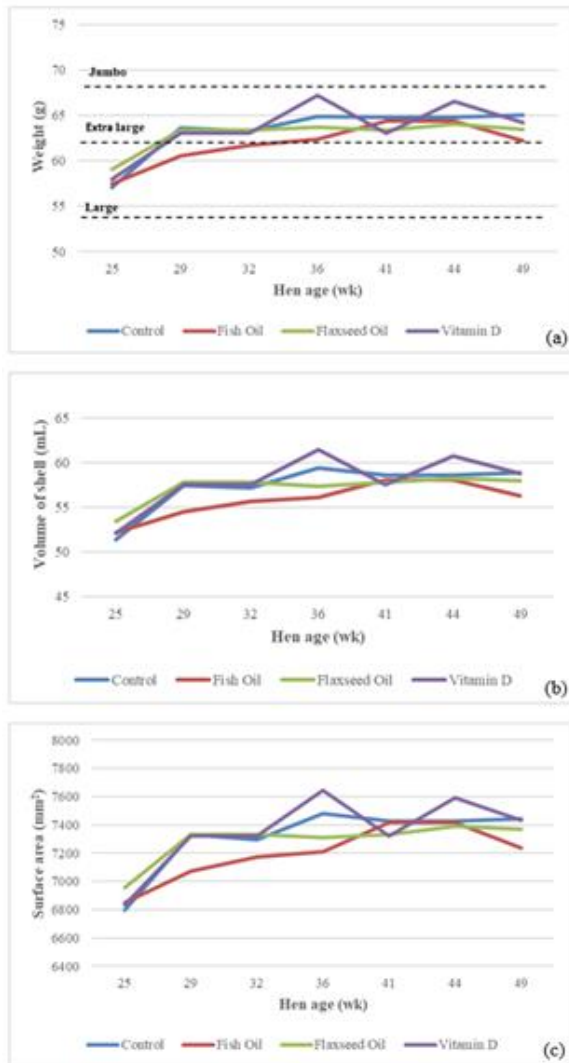 75
70
Jumbo
65
Extra large
60
Large
55
50
Weight (g)
25 29 32 36 41 44 49
Hen age (wk)
Control Fish Oil Flaxseed Oil Vitamin D
(a)
65
60
55
50
45
Volume of shell (mL)
25 29 32 36 41 44 49
Hen age (wk)
Control Fish Oil Flaxseed Oil Vitamin D
(b)
8000
7800
7600
7400
7200
7000
6800
6600
6400
Surface area (mm²)
25 29 32 36 41 44 49
Hen age (wk)
Control Fish Oil Flaxseed Oil Vitamin D
(c)